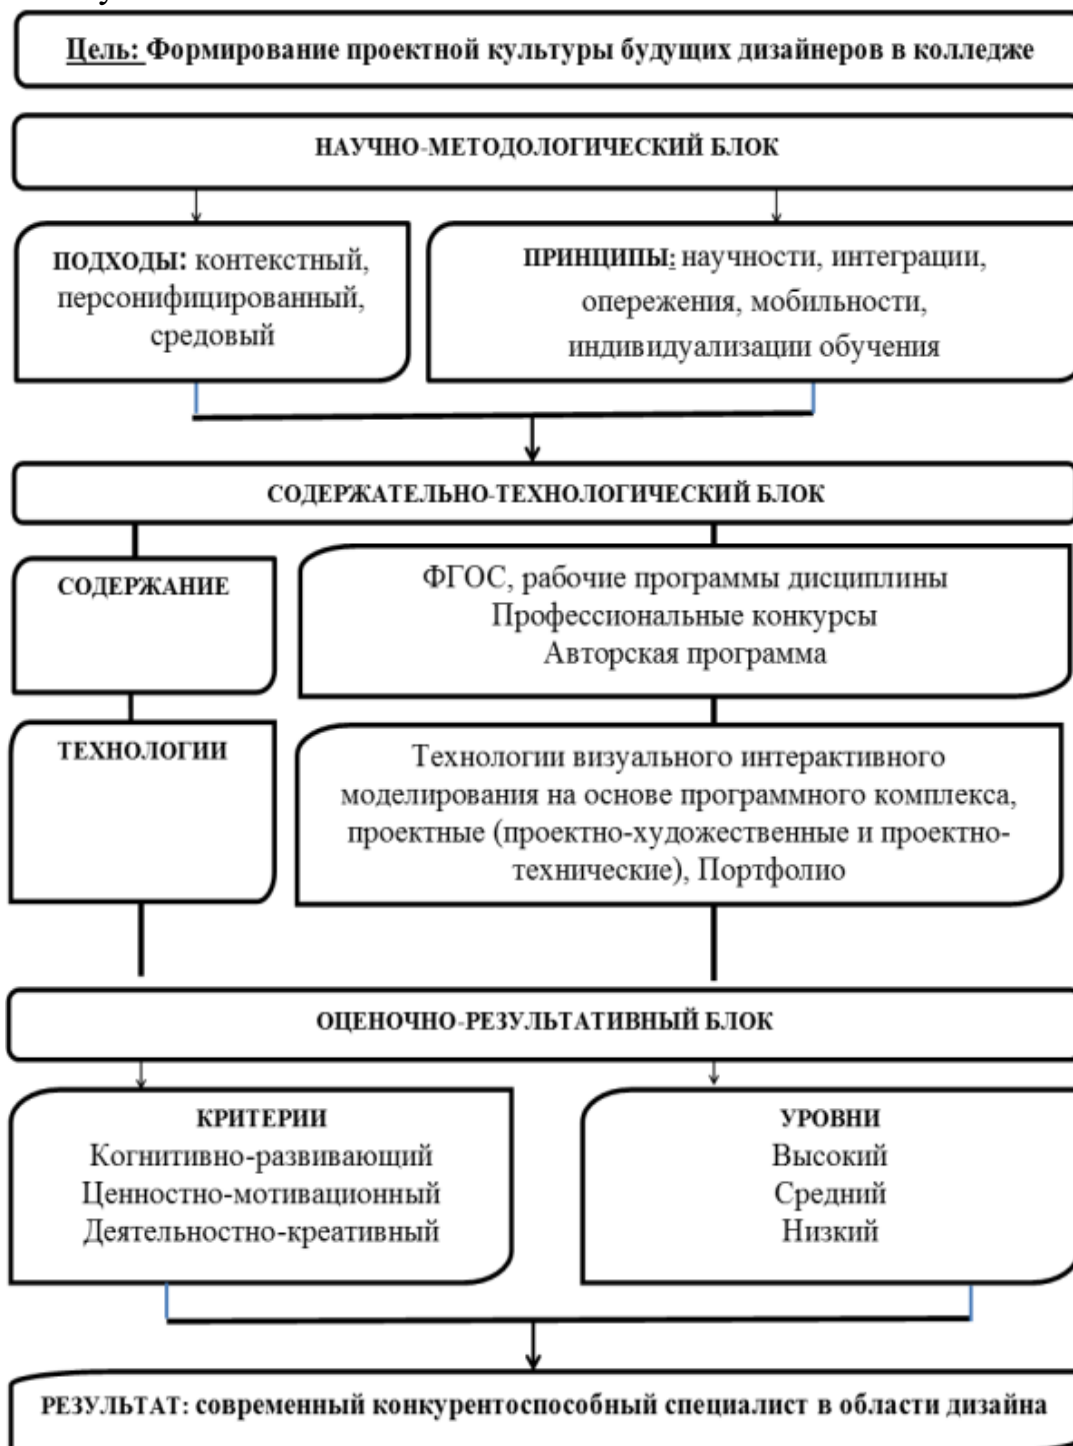 Цель: Формирование проектной культуры будущих дизайнеров в колледже
НАУЧНО-МЕТОДОЛОГИЧЕСКИЙ БЛОК
ПОДХОДЫ: контекстный,
персонифицированный,
средовый
ПРИНЦИПЫ: научности, интеграции,
опережения, мобильности,
индивидуализации обучения
СОДЕРЖАТЕЛЬНО-ТЕХНОЛОГИЧЕСКИЙ БЛОК
СОДЕРЖАНИЕ
ФГОС, рабочие программы дисциплины
Профессиональные конкурсы
Авторская программа
ТЕХНОЛОГИИ
Технологии визуального интерактивного
моделирования на основе программного комплекса,
проектные (проектно-художественные и проектно-
технические), Портфолио
ОЦЕНОЧНО-РЕЗУЛЬТАТИВНЫЙ БЛОК
КРИТЕРИИ
Когнитивно-развивающий
Ценностно-мотивационный
Деятельностно-креативный
УРОВНИ
Высокий
Средний
Низкий
РЕЗУЛЬТАТ: современный конкурентоспособный специалист в области дизайна